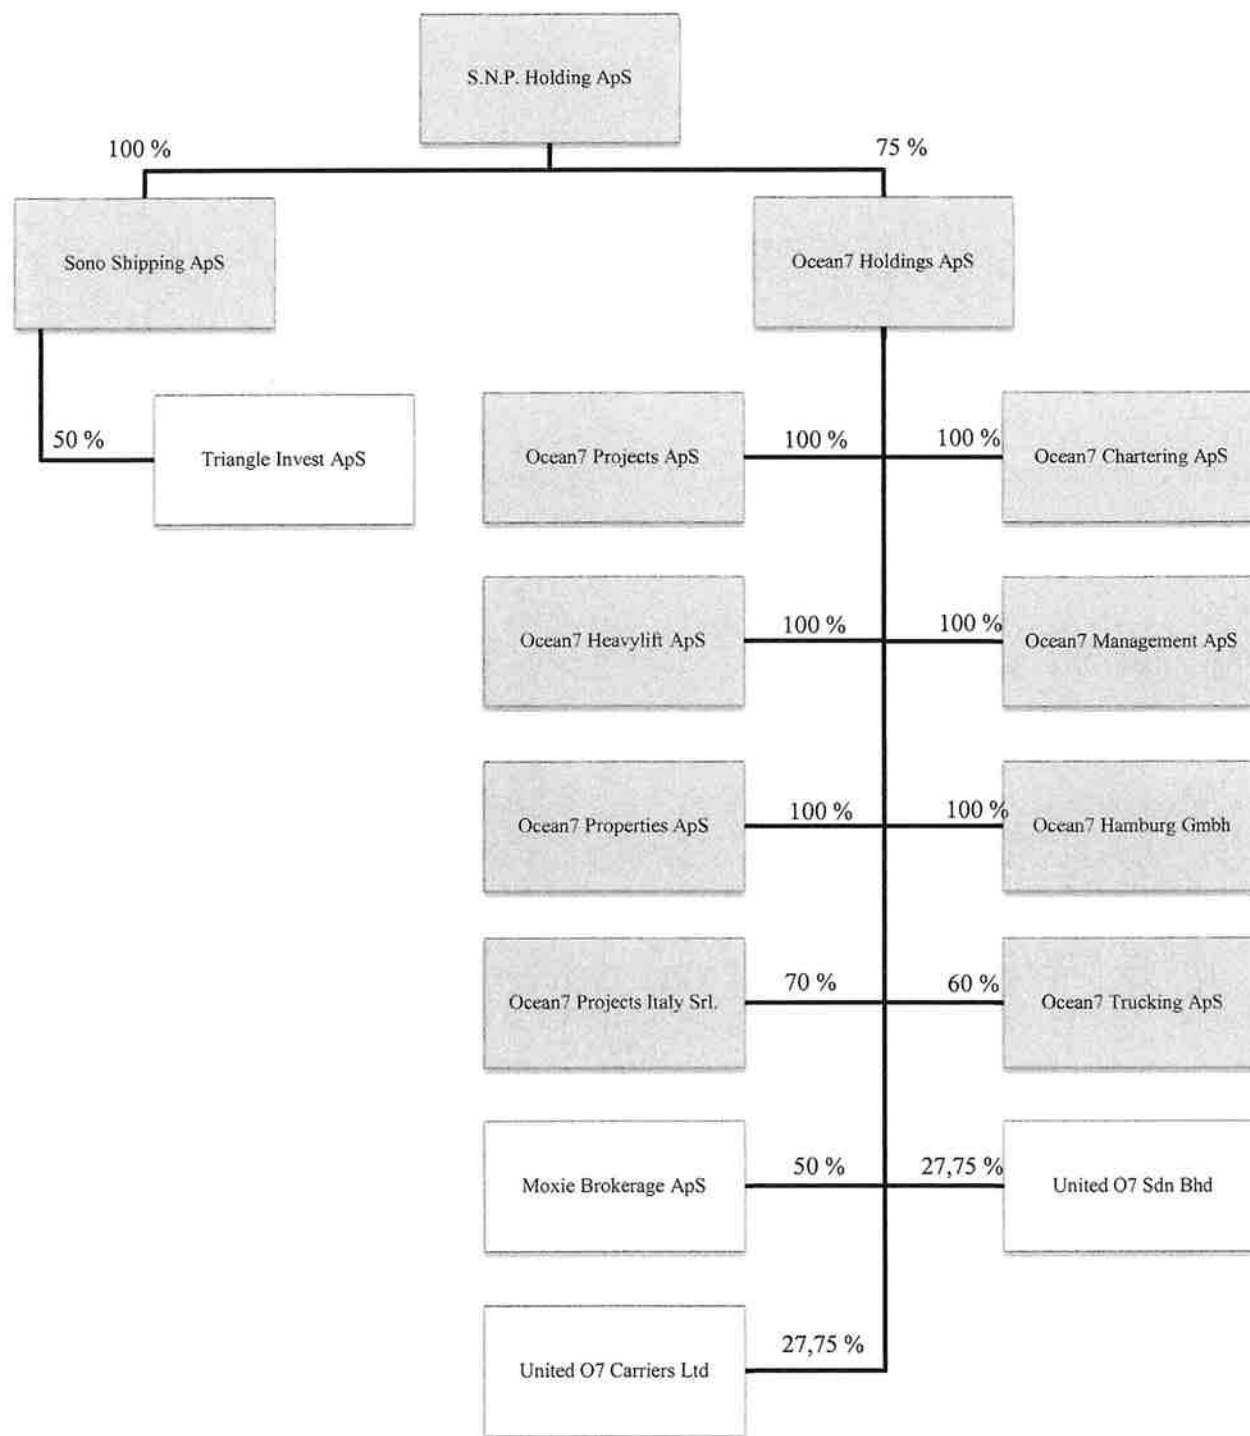 S.N.P. Holding ApS
100 %
75 %
Sono Shipping ApS
Ocean7 Holdings ApS
50 %
Triangle Invest ApS
Ocean7 Projects ApS
100 %
100 %
Ocean7 Chartering ApS
Ocean7 Heavylift ApS
100 %
100 %
Ocean7 Management ApS
Ocean7 Properties ApS
100 %
100 %
Ocean7 Hamburg Gmbh
Ocean7 Projects Italy Srl.
70 %
60 %
Ocean7 Trucking ApS
Moxie Brokerage ApS
50 %
27,75 %
United O7 Sdn Bhd
United O7 Carriers Ltd
27,75 %